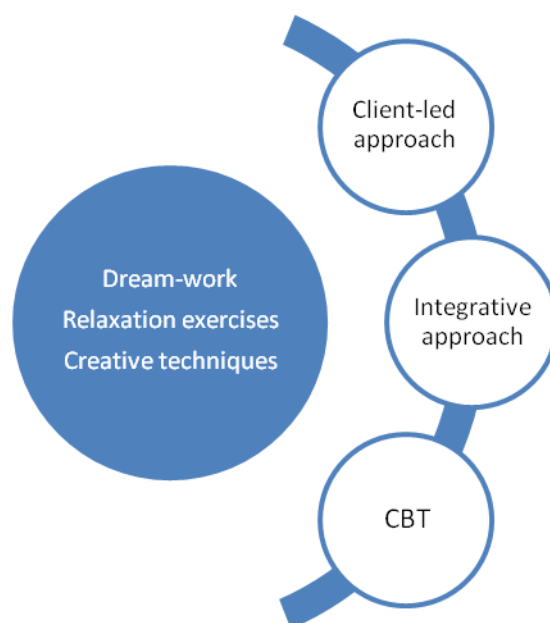 Client-led
approach
Dream-work
Relaxation exercises
Creative techniques
Integrative
approach
CBT